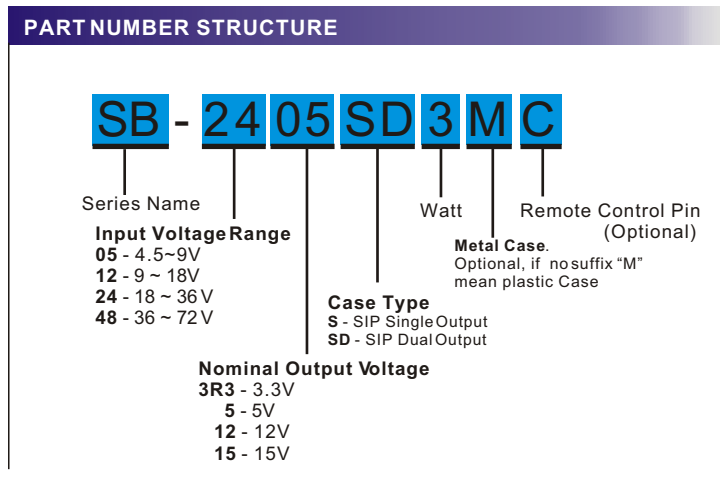 PART NUMBER STRUCTURE
SB - 24 05 SD 3 M C
Series Name
Watt
Remote Control Pin
(Optional)
Input Voltage Range
05 - 4.5~9V
12 - 9 ~ 18V
24 - 18 ~ 36V
48 - 36 ~ 72V
Metal Case.
Optional, if no suffix “M”
mean plastic Case
Case Type
S - SIP Single Output
SD - SIP Dual Output
Nominal Output Voltage
3R3 - 3.3V
5 - 5V
12 - 12V
15 - 15V